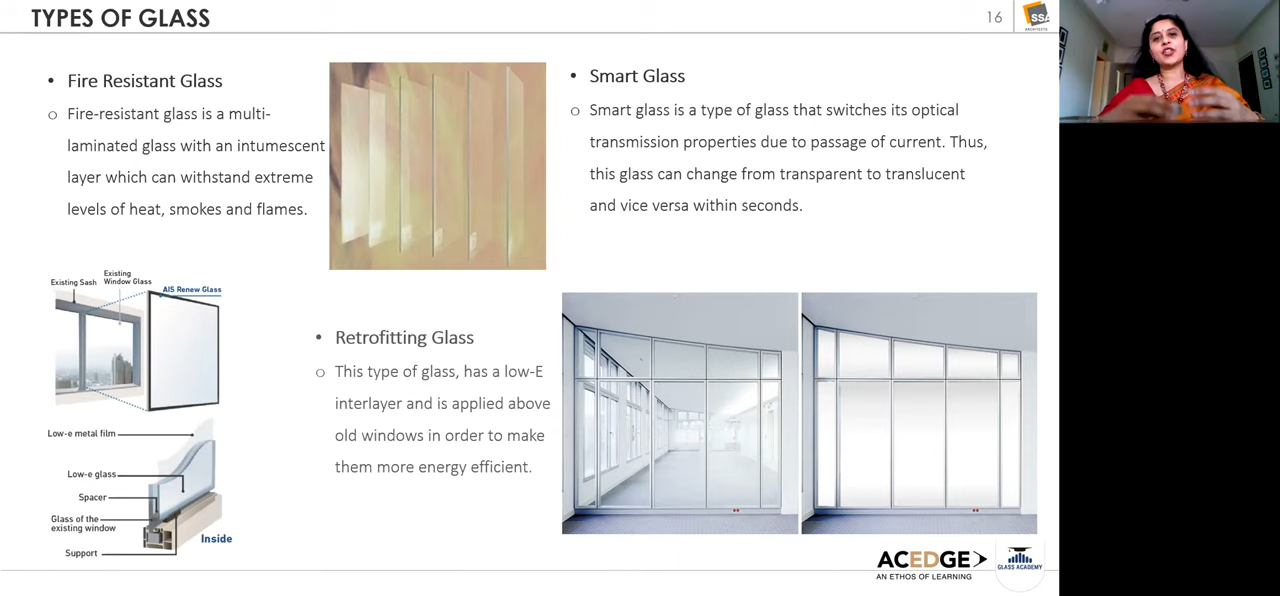 TYPES OF GLASS
16
SSA
ARCHITECTS
• Fire Resistant Glass
o Fire-resistant glass is a multi-
laminated glass with an intumescent
layer which can withstand extreme
levels of heat, smokes and flames.
• Smart Glass
o Smart glass is a type of glass that switches its optical
transmission properties due to passage of current. Thus,
this glass can change from transparent to translucent
and vice versa within seconds.
Existing Sash
Existing
Window Glass
AIS Renew Glass
• Retrofitting Glass
o This type of glass, has a low-E
interlayer and is applied above
old windows in order to make
them more energy efficient.
Low-e metal film
Low-e glass
Spacer
Glass of the
existing window
Support
Inside
ACEDGE
AN ETHOS OF LEARNING
GLASS ACADEMY